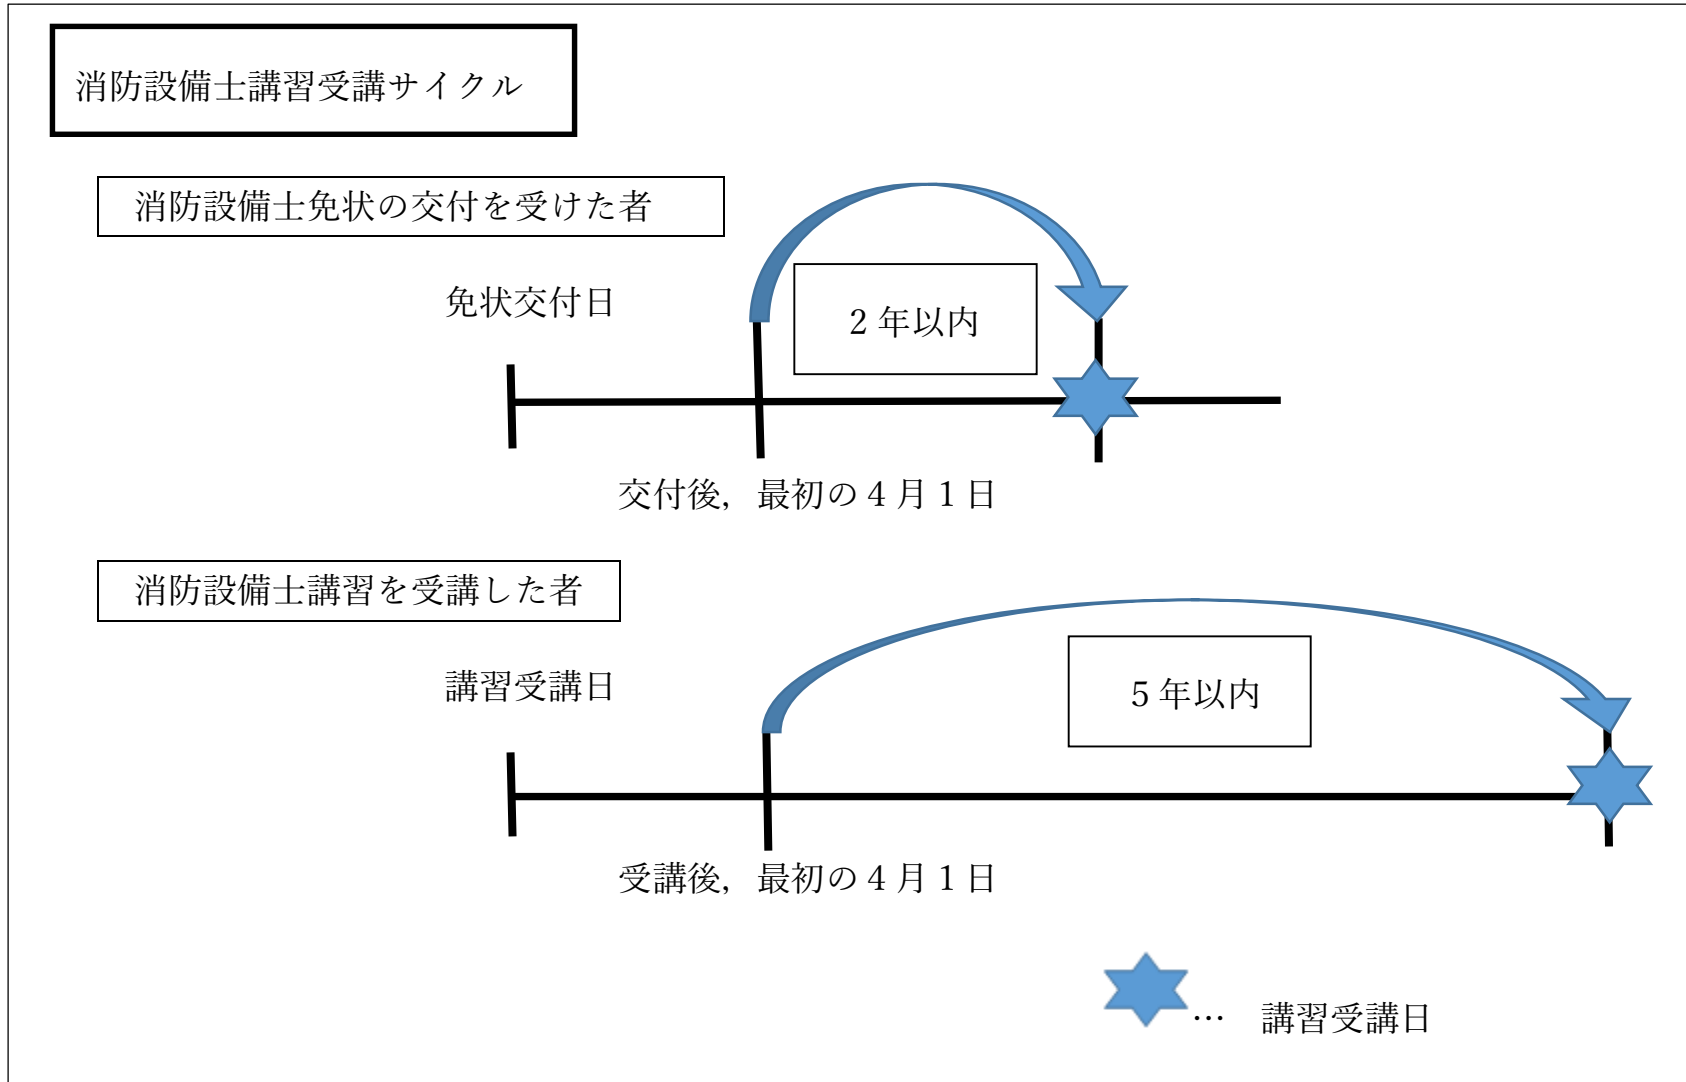 消防設備士講習受講サイクル
消防設備士免状の交付を受けた者
免状交付日
２年以内
交付後，最初の４月１日
消防設備士講習を受講した者
講習受講日
５年以内
受講後，最初の４月１日
… 講習受講日